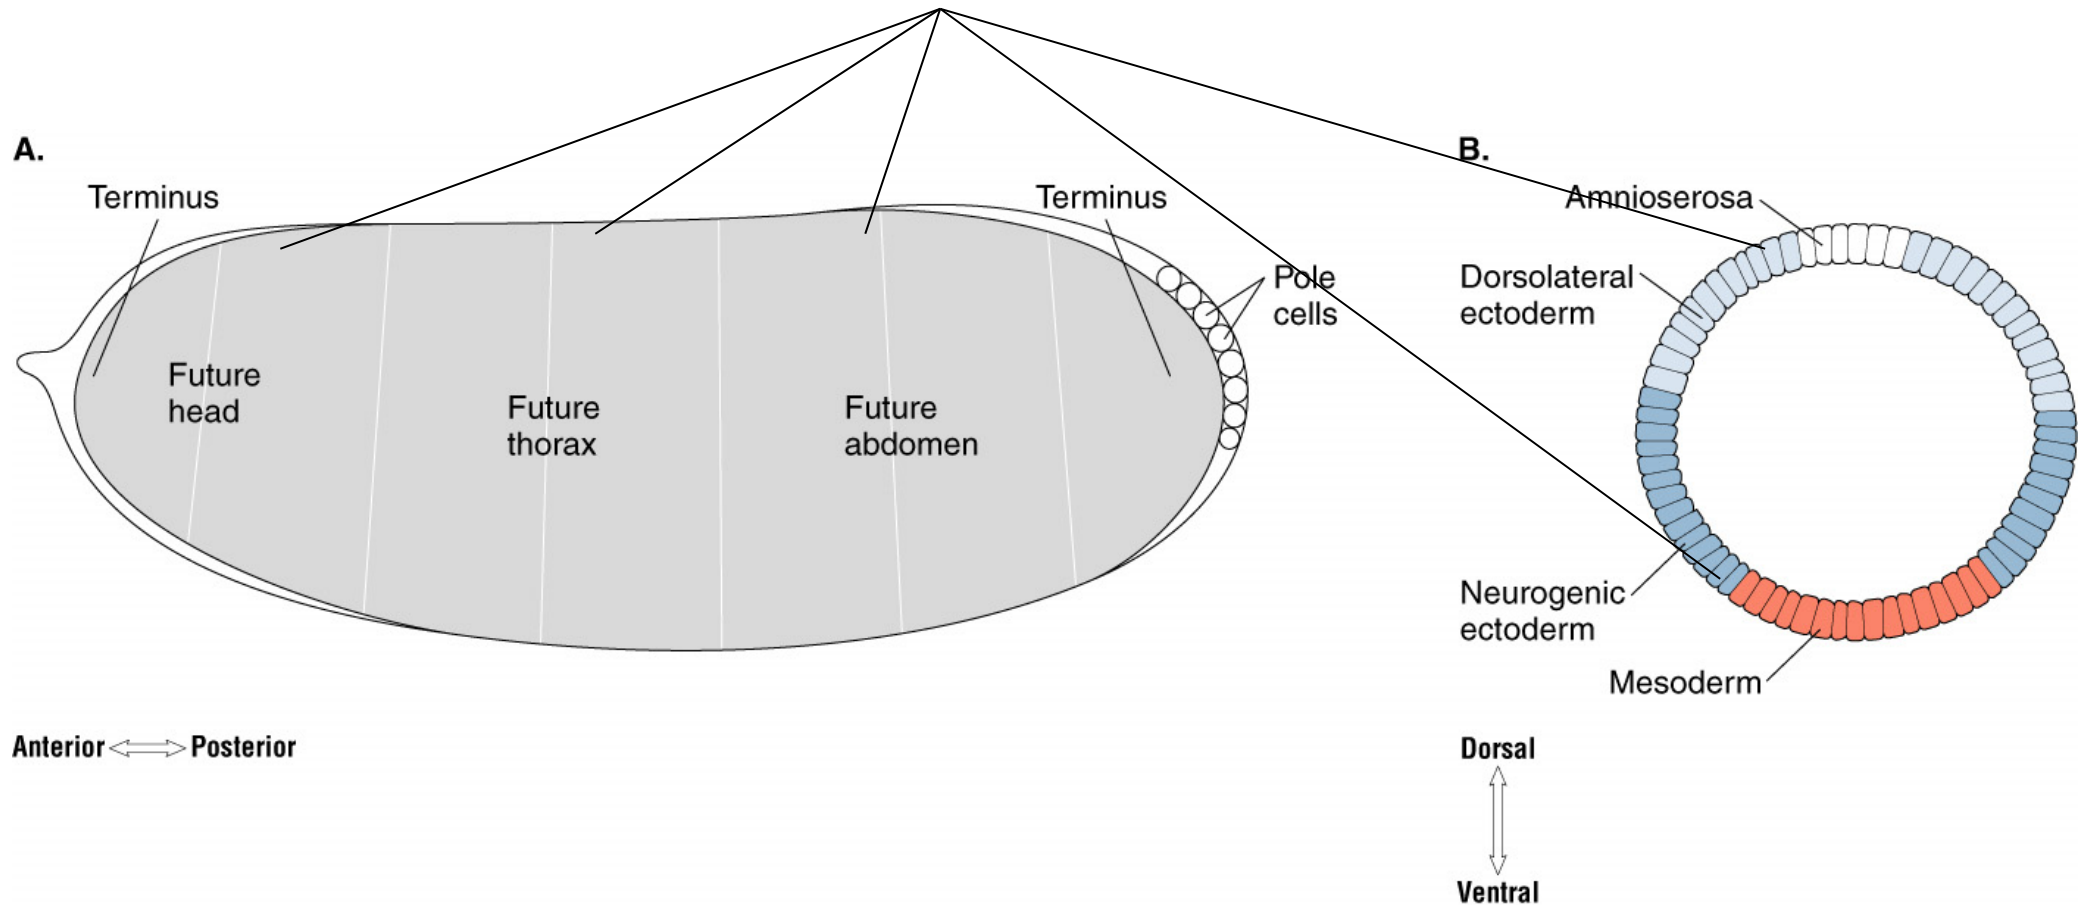 A.
Terminus
Future
head
Future
thorax
Future
abdomen
Terminus
Pole
cells
Anterior
Posterior
B.
Amnioserosa
Dorsolateral
ectoderm
Neurogenic
ectoderm
Mesoderm
Dorsal
Ventral